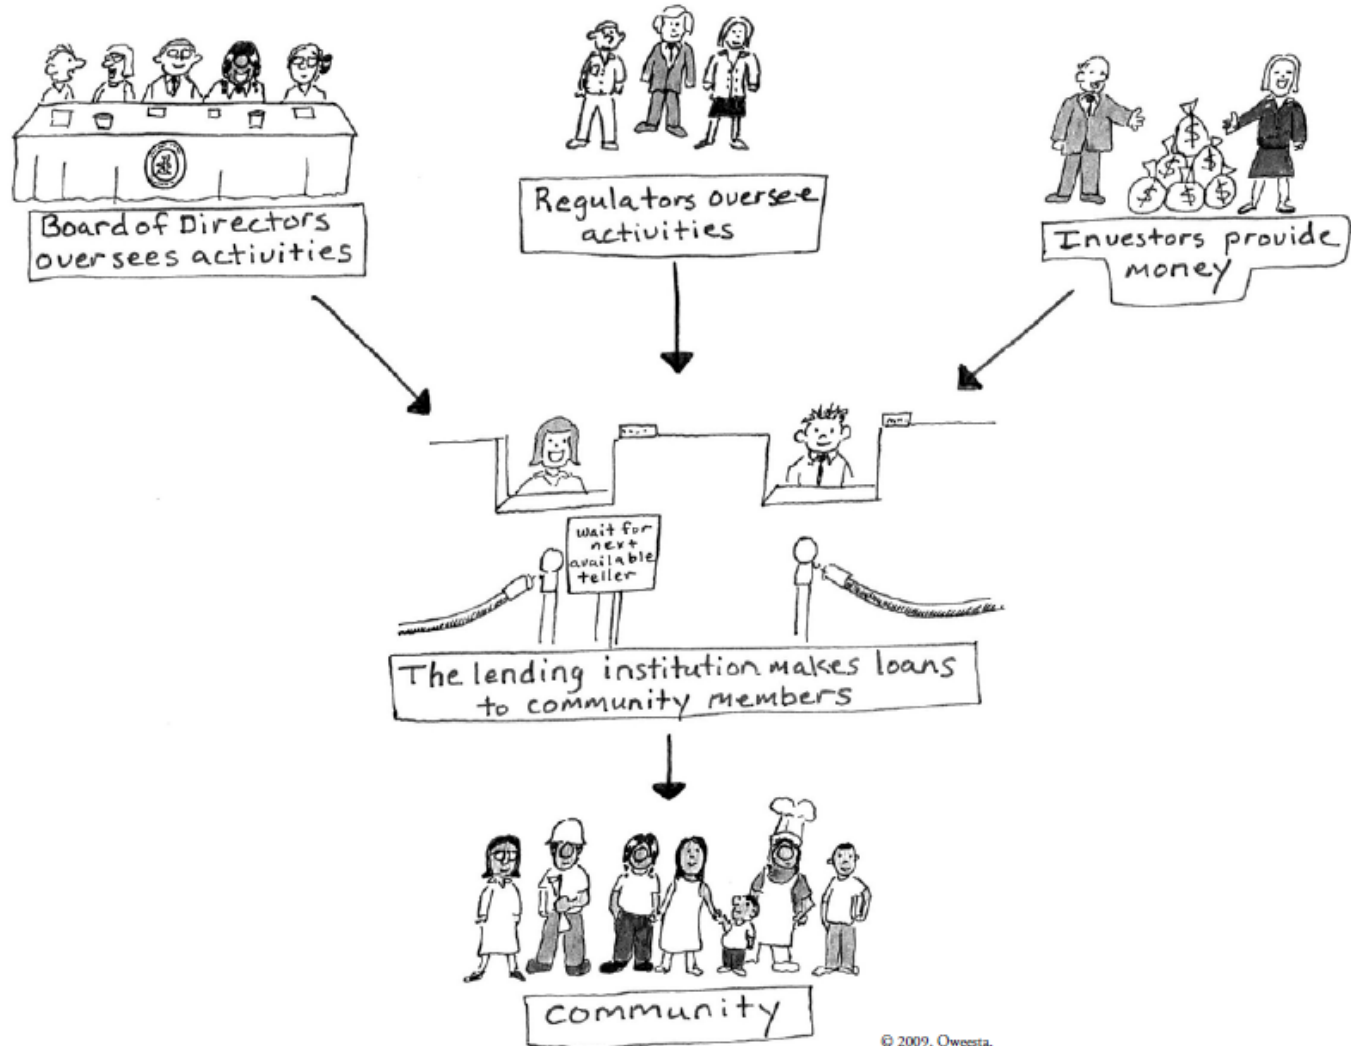 Board of Directors
oversees activities
Regulators oversee
activities
Investors provide
money
wait for
next
available
teller
The lending institution makes loans
to community members
community
© 2009, Oweesta.